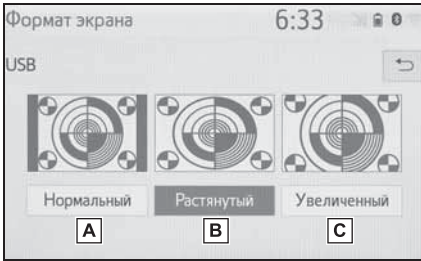 Формат экрана 6:33
USB
Нормальный Растянутый Увеличенный
A B C